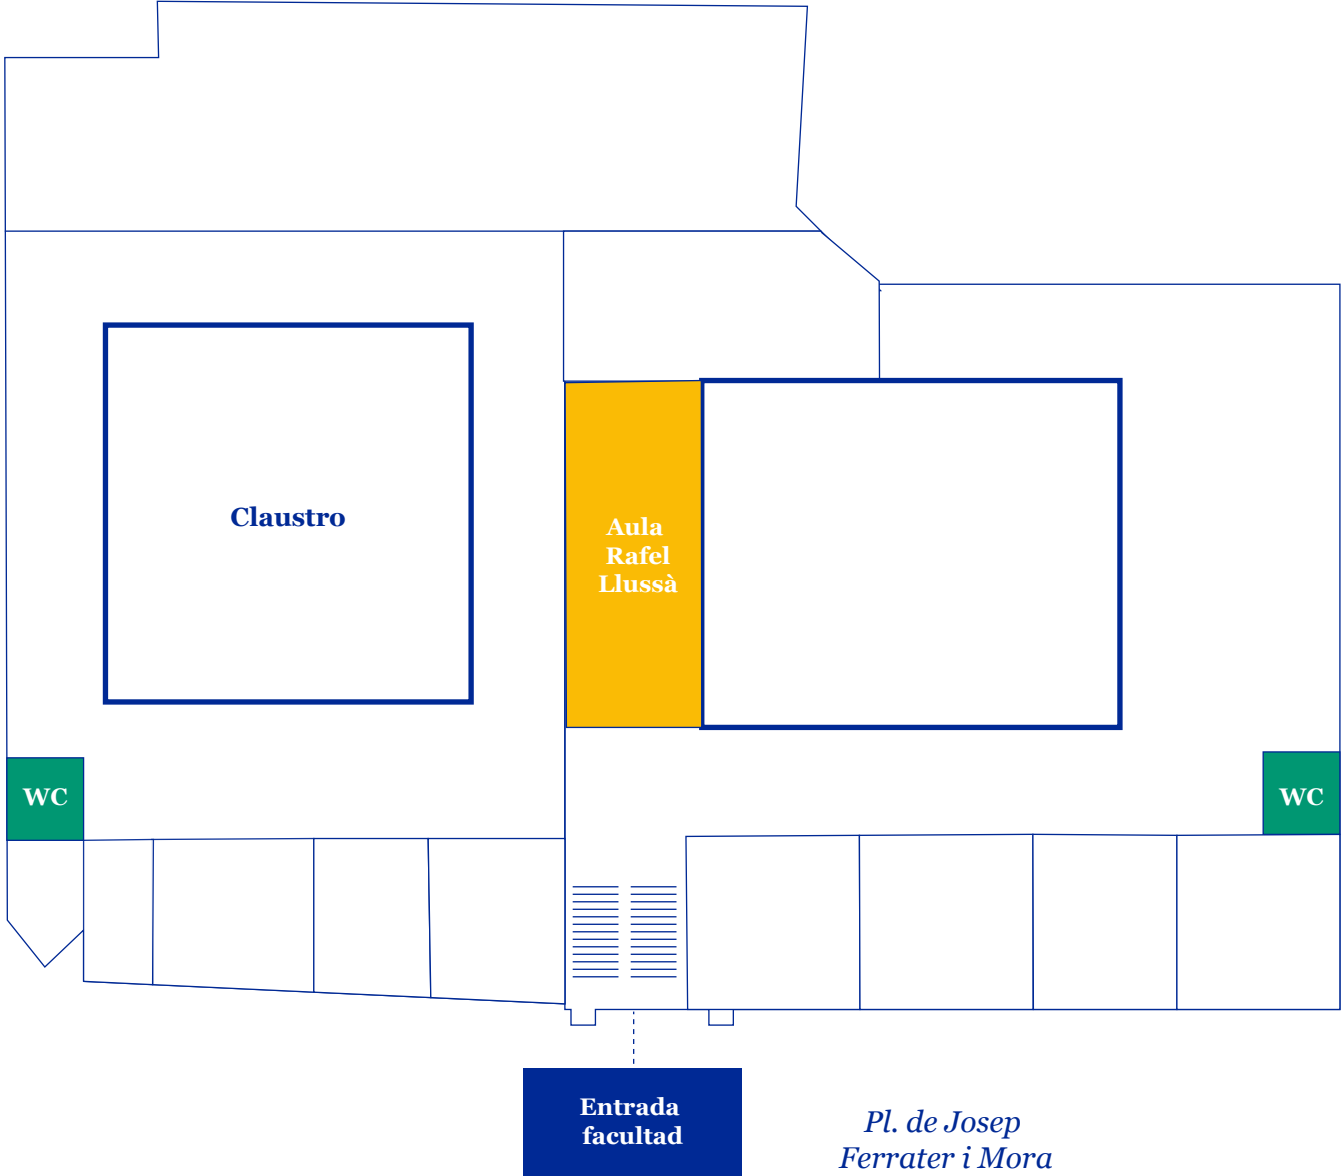 Claustro
Aula
Rafel
Llussà
WC
WC
Entrada
facultad
Pl. de Josep
Ferrater i Mora